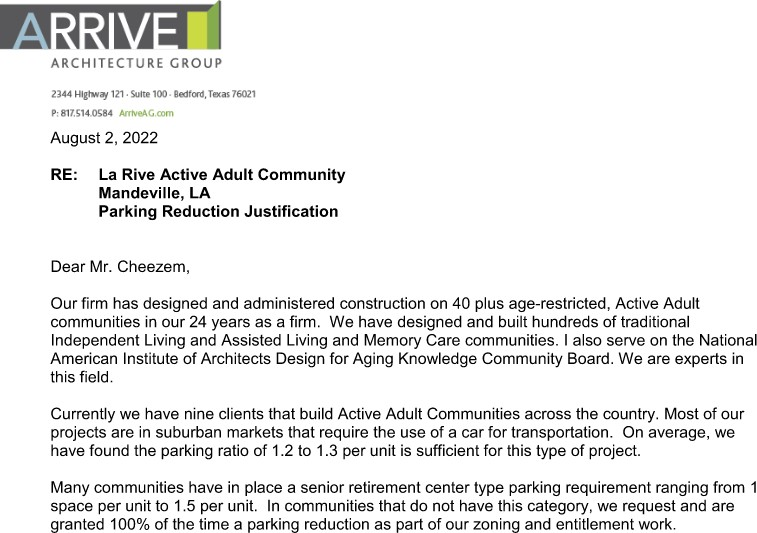 ARRIVE
ARCHITECTURE GROUP
2344 Highway 121 · Suite 100 · Bedford, Texas 76021
P: 817.514.0584 ArriveAG.com
August 2, 2022
RE: La Rive Active Adult Community
Mandeville, LA
Parking Reduction Justification
Dear Mr. Cheezem,
Our firm has designed and administered construction on 40 plus age-restricted, Active Adult
communities in our 24 years as a firm. We have designed and built hundreds of traditional
Independent Living and Assisted Living and Memory Care communities. I also serve on the National
American Institute of Architects Design for Aging Knowledge Community Board. We are experts in
this field.
Currently we have nine clients that build Active Adult Communities across the country. Most of our
projects are in suburban markets that require the use of a car for transportation. On average, we
have found the parking ratio of 1.2 to 1.3 per unit is sufficient for this type of project.
Many communities have in place a senior retirement center type parking requirement ranging from 1
space per unit to 1.5 per unit. In communities that do not have this category, we request and are
granted 100% of the time a parking reduction as part of our zoning and entitlement work.